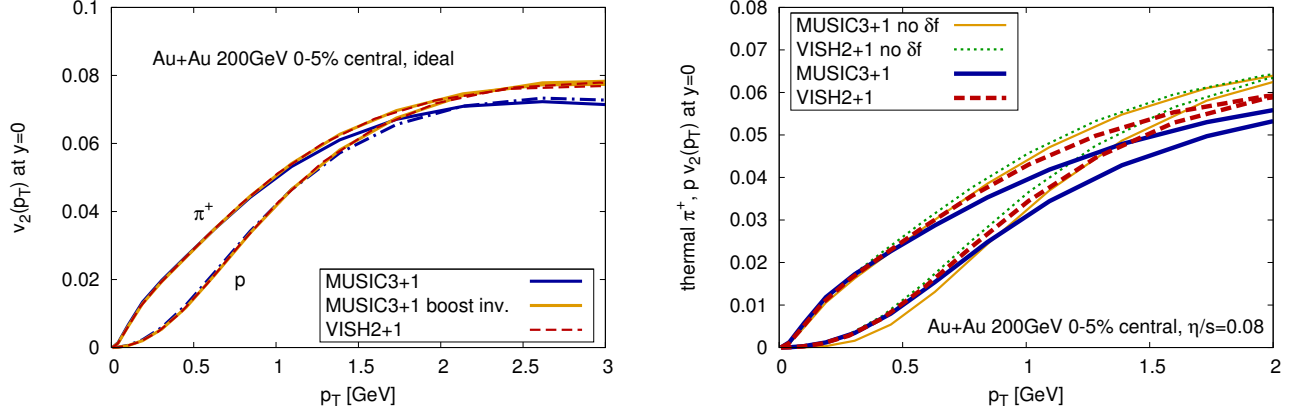 v2(pT) at y=0
0.1
0.08
0.06
0.04
0.02
0
Au+Au 200GeV 0-5% central, ideal
π+
p
MUSIC3+1
MUSIC3+1 boost inv.
VISH2+1
0 0.5 1 1.5 2 2.5 3
pT [GeV]
thermal π+, p v2(pT) at y=0
0.08
0.07
0.06
0.05
0.04
0.03
0.02
0.01
0
MUSIC3+1 no δf
VISH2+1 no δf
MUSIC3+1
VISH2+1
Au+Au 200GeV 0-5% central, η/s=0.08
0 0.5 1 1.5 2
pT [GeV]